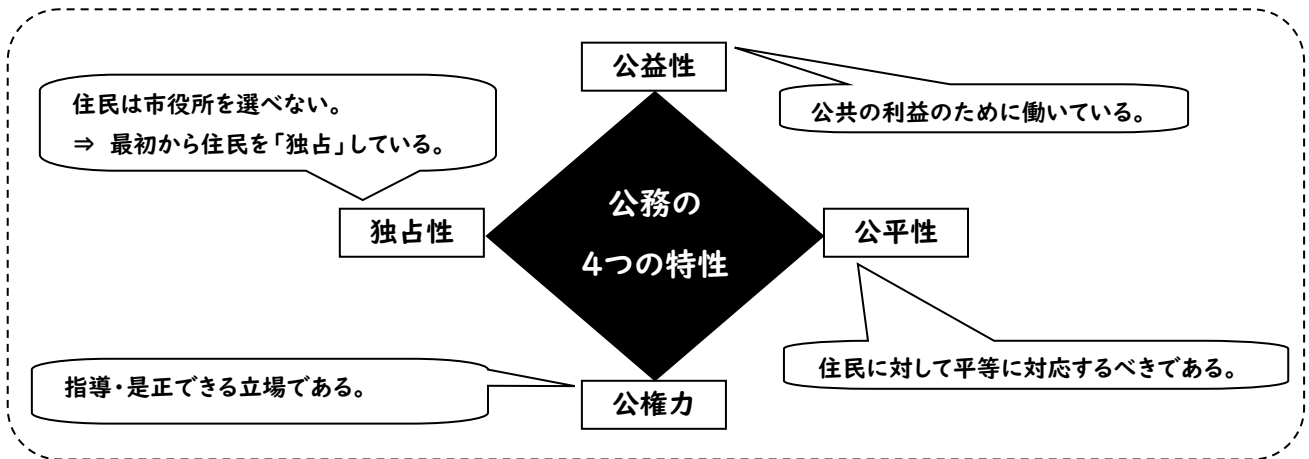 公益性
住民は市役所を選べない。
⇒ 最初から住民を「独占」している。
公共の利益のために働いている。
公務の
4つの特性
独占性
公平性
指導・是正できる立場である。
住民に対して平等に対応するべきである。
公権力